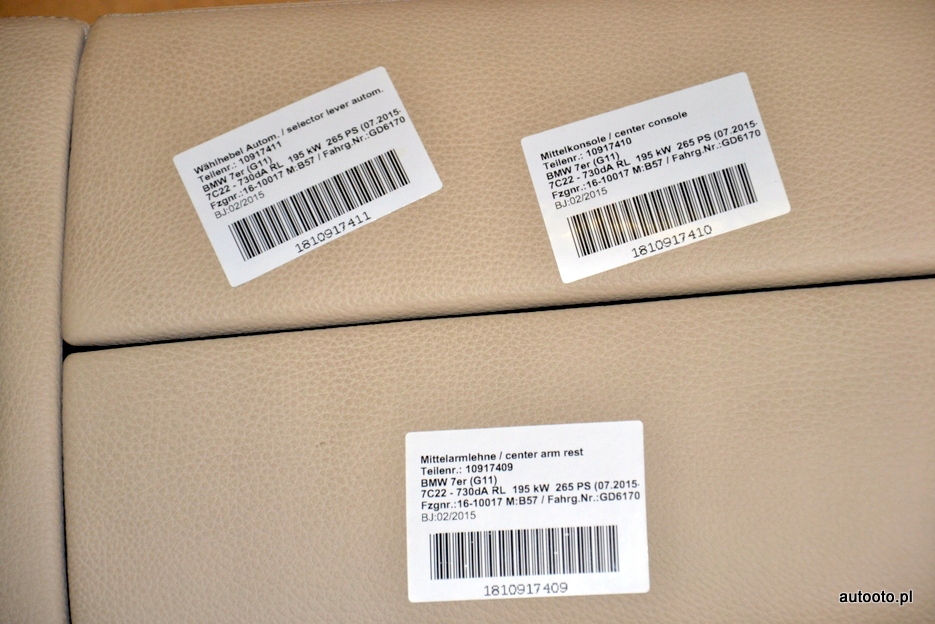 Wählhebel Autom. / selector lever autom.
Teilenr.: 10917411
BMW 7er (G11)
7C22 - 730dA RL 195 kW 265 PS (07.2015-
Fzgnr.:16-10017 M:B57 / Fahrg.Nr.:GD6170
BJ:02/2015
1810917411
Mittelkonsole / center console
Teilenr.: 10917410
BMW 7er (G11)
7C22 - 730dA RL 195 kW 265 PS (07.2015-
Fzgnr.:16-10017 M:B57 / Fahrg.Nr.:GD6170
BJ:02/2015
1810917410
Mittelarmlehne / center arm rest
Teilenr.: 10917409
BMW 7er (G11)
7C22 - 730dA RL 195 kW 265 PS (07.2015-
Fzgnr.:16-10017 M:B57 / Fahrg.Nr.:GD6170
BJ:02/2015
1810917409
autooto.pl